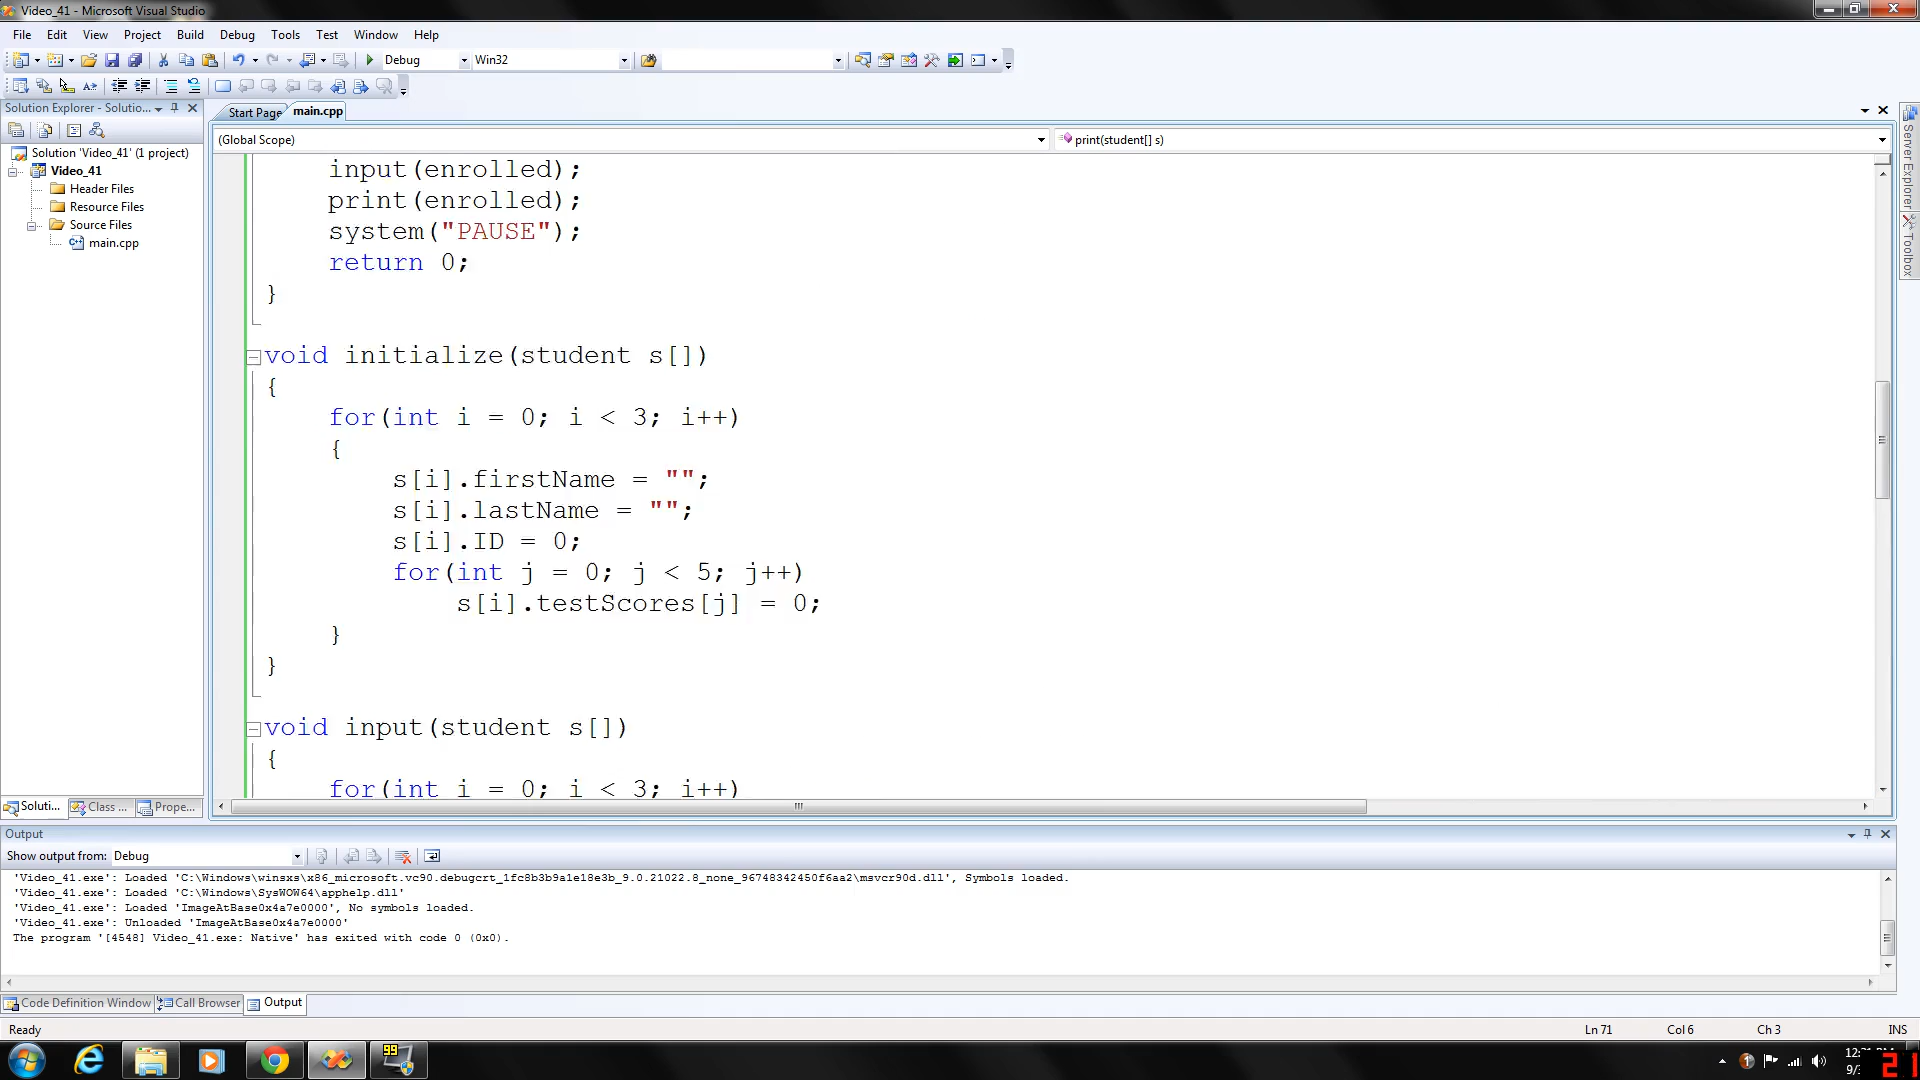 Video_41 - Microsoft Visual Studio
File Edit View Project Build Debug Tools Test Window Help
Debug Win32
Solution Explorer - Solutio...
Start Page main.cpp
(Global Scope) print(student[] s)
Solution 'Video_41' (1 project)
Video_41
Header Files
Resource Files
Source Files
main.cpp
input(enrolled);
print(enrolled);
system("PAUSE");
return 0;
}
void initialize(student s[])
{
for(int i = 0; i < 3; i++)
{
s[i].firstName = "";
s[i].lastName = "";
s[i].ID = 0;
for(int j = 0; j < 5; j++)
s[i].testScores[j] = 0;
}
}
void input(student s[])
{
for(int i = 0; i < 3; i++)
Server Explorer
Toolbox
Soluti... Class ... Prope...
Output
Show output from: Debug
'Video_41.exe': Loaded 'C:\Windows\winsxs\x86_microsoft.vc90.debugcrt_1fc8b3b9a1e18e3b_9.0.21022.8_none_96748342450f6aa2\msvcr90d.dll', Symbols loaded.
'Video_41.exe': Loaded 'C:\Windows\SysWOW64\apphelp.dll'
'Video_41.exe': Loaded 'ImageAtBase0x4a7e0000', No symbols loaded.
'Video_41.exe': Unloaded 'ImageAtBase0x4a7e0000'
The program '[4548] Video_41.exe: Native' has exited with code 0 (0x0).
Code Definition Window Call Browser Output
Ready Ln 71 Col 6 Ch 3 INS
99
21